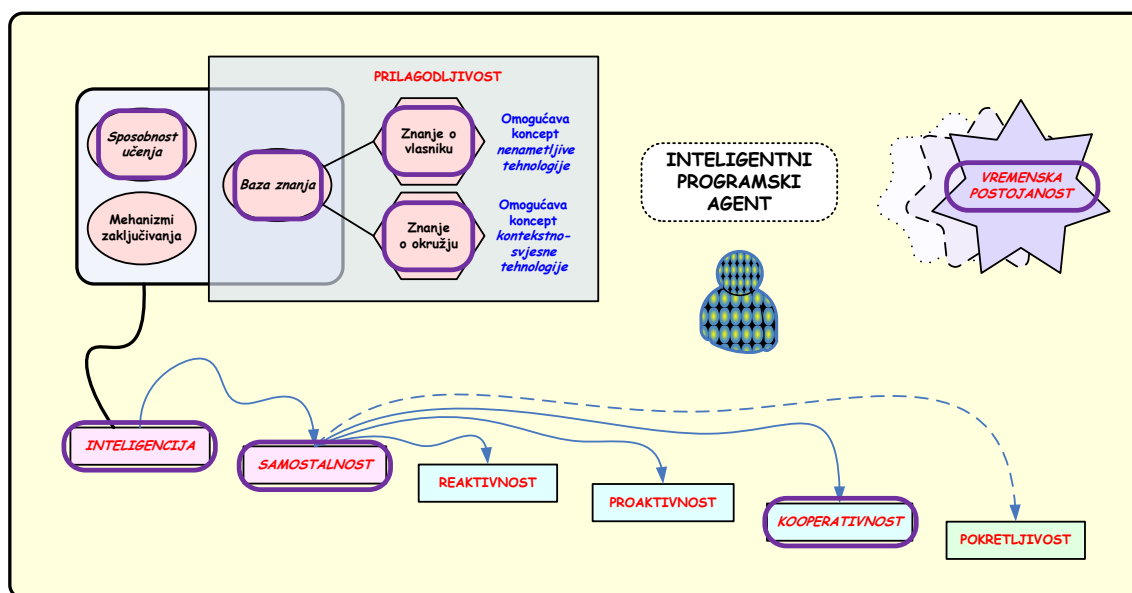 PRILAGODLJIVOST
Sposobnost
učenja
Mehanizmi
zaključivanja
Baza znanja
Znanje o
vlasniku
Znanje
o okružju
Omogućava
koncept
nenametljive
tehnologije
Omogućava
koncept
kontekstno-
svjesne
tehnologije
INTELIGENTNI
PROGRAMSKI
AGENT
VREMENSKA
POSTOJANOST
INTELIGENCIJA
SAMOSTALNOST
REAKTIVNOST
PROAKTIVNOST
KOOPERATIVNOST
POKRETLJIVOST